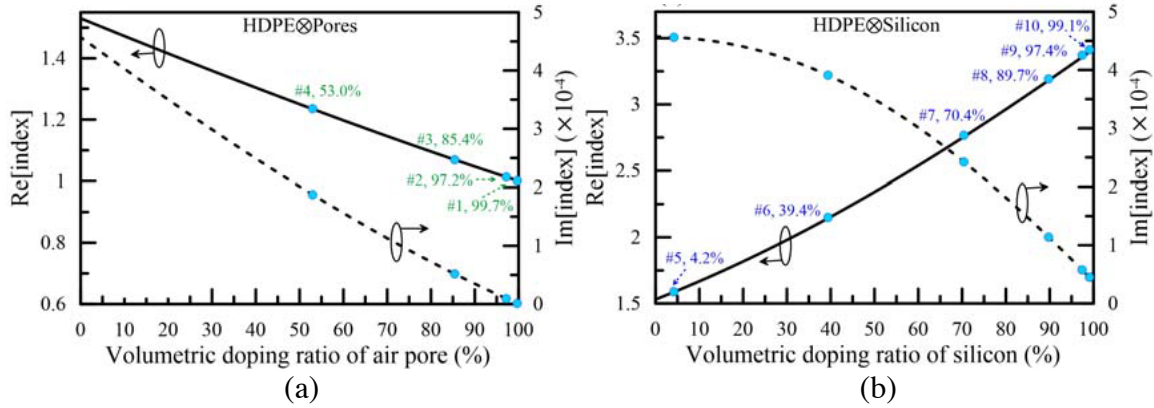 HDPE⊗Pores
1.4
1.2
1
0.8
0.6
Re[index]
5
4
3
2
1
0
Im[index] (×10⁻⁴)
#4, 53.0%
#3, 85.4%
#2, 97.2%
#1, 99.7%
0 10 20 30 40 50 60 70 80 90 100
Volumetric doping ratio of air pore (%)
(a)
HDPE⊗Silicon
3.5
3
2.5
2
1.5
Re[index]
5
4
3
2
1
0
Im[index] (×10⁻⁴)
#10, 99.1%
#9, 97.4%
#8, 89.7%
#7, 70.4%
#6, 39.4%
#5, 4.2%
0 10 20 30 40 50 60 70 80 90 100
Volumetric doping ratio of silicon (%)
(b)